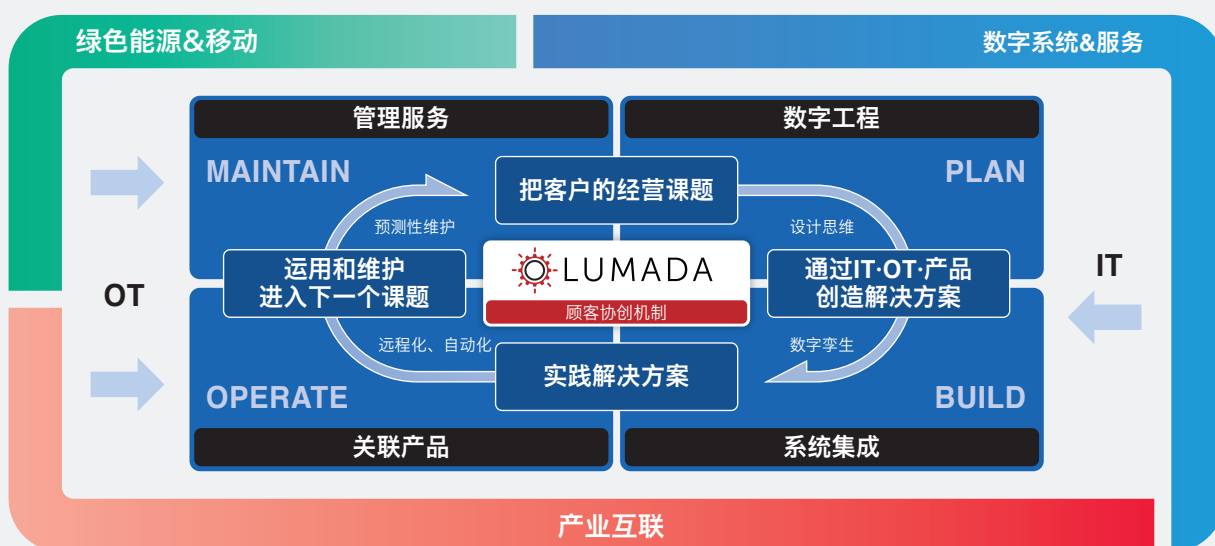 绿色能源&移动
数字系统&服务
管理服务
数字工程
MAINTAIN
PLAN
把客户的经营课题
预测性维护
设计思维
运用和维护
进入下一个课题
LUMADA
顾客协创机制
通过IT·OT·产品
创造解决方案
OT
IT
远程化、自动化
数字孪生
实践解决方案
OPERATE
BUILD
关联产品
系统集成
产业互联